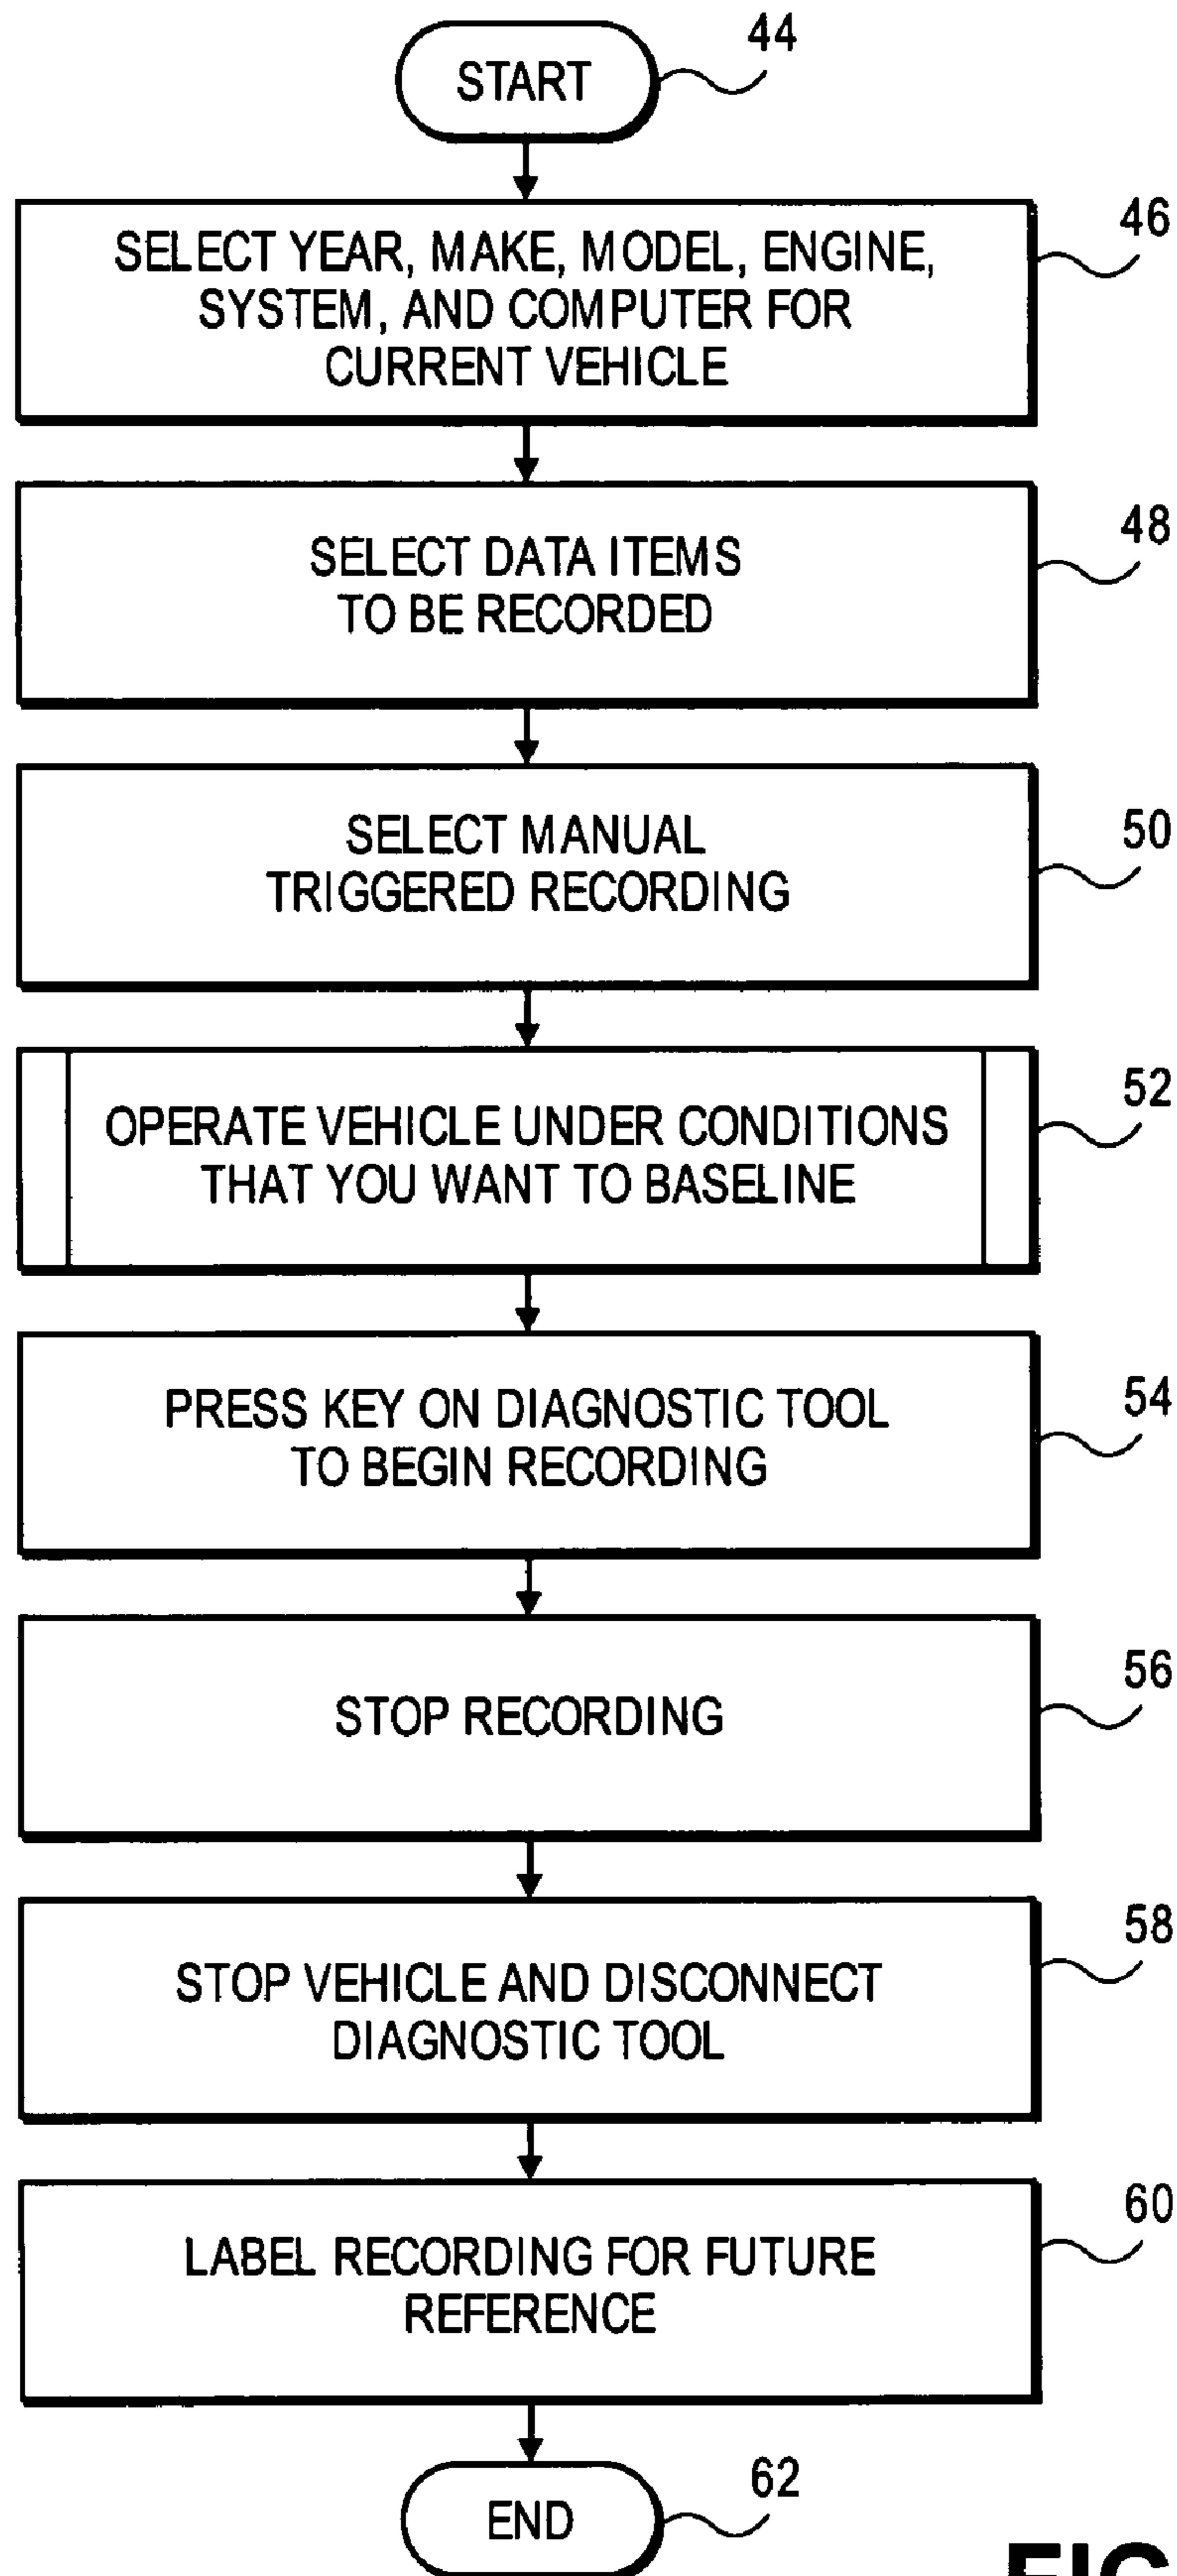 START
44
SELECT YEAR, MAKE, MODEL, ENGINE,
SYSTEM, AND COMPUTER FOR
CURRENT VEHICLE
46
SELECT DATA ITEMS
TO BE RECORDED
48
SELECT MANUAL
TRIGGERED RECORDING
50
OPERATE VEHICLE UNDER CONDITIONS
THAT YOU WANT TO BASELINE
52
PRESS KEY ON DIAGNOSTIC TOOL
TO BEGIN RECORDING
54
STOP RECORDING
56
STOP VEHICLE AND DISCONNECT
DIAGNOSTIC TOOL
58
LABEL RECORDING FOR FUTURE
REFERENCE
60
END
62
FIG